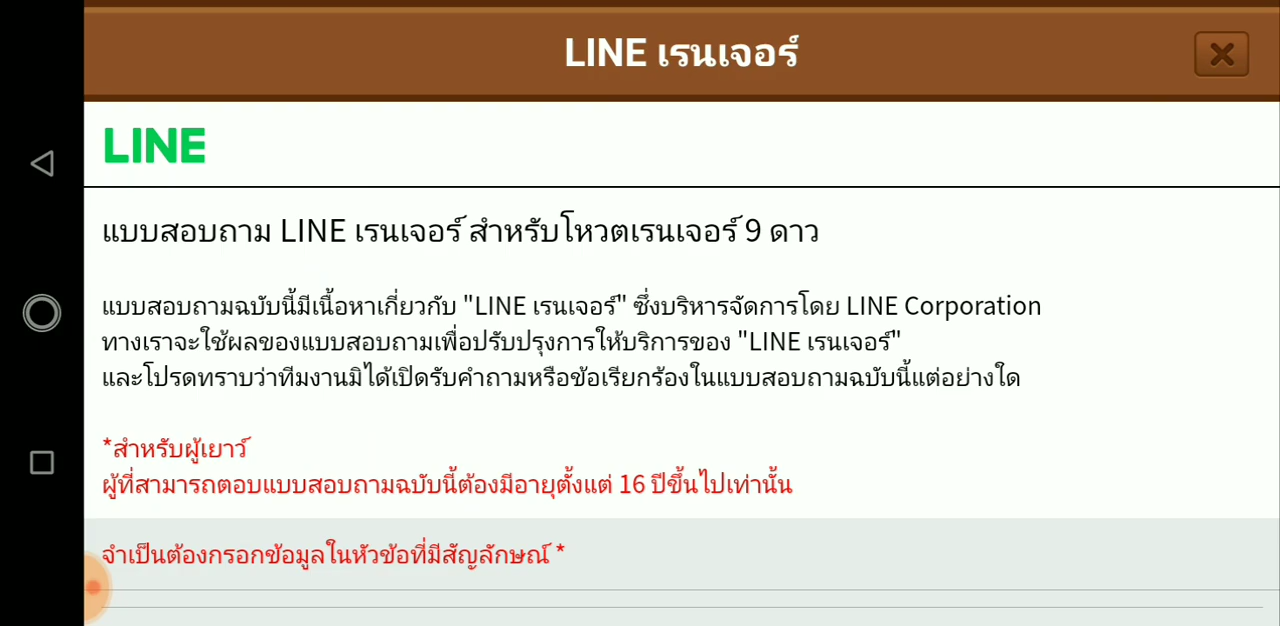 LINE เรนเจอร์
LINE
แบบสอบถาม LINE เรนเจอร์ สำหรับโหวตเรนเจอร์ 9 ดาว
แบบสอบถามฉบับนี้มีเนื้อหาเกี่ยวกับ "LINE เรนเจอร์" ซึ่งบริหารจัดการโดย LINE Corporation
ทางเราจะใช้ผลของแบบสอบถามเพื่อปรับปรุงการให้บริการของ "LINE เรนเจอร์"
และโปรดทราบว่าทีมงานมิได้เปิดรับคำถามหรือข้อเรียกร้องในแบบสอบถามฉบับนี้แต่อย่างใด
*สำหรับผู้เยาว์
ผู้ที่สามารถตอบแบบสอบถามฉบับนี้ต้องมีอายุตั้งแต่ 16 ปีขึ้นไปเท่านั้น
จำเป็นต้องกรอกข้อมูลในหัวข้อที่มีสัญลักษณ์ *